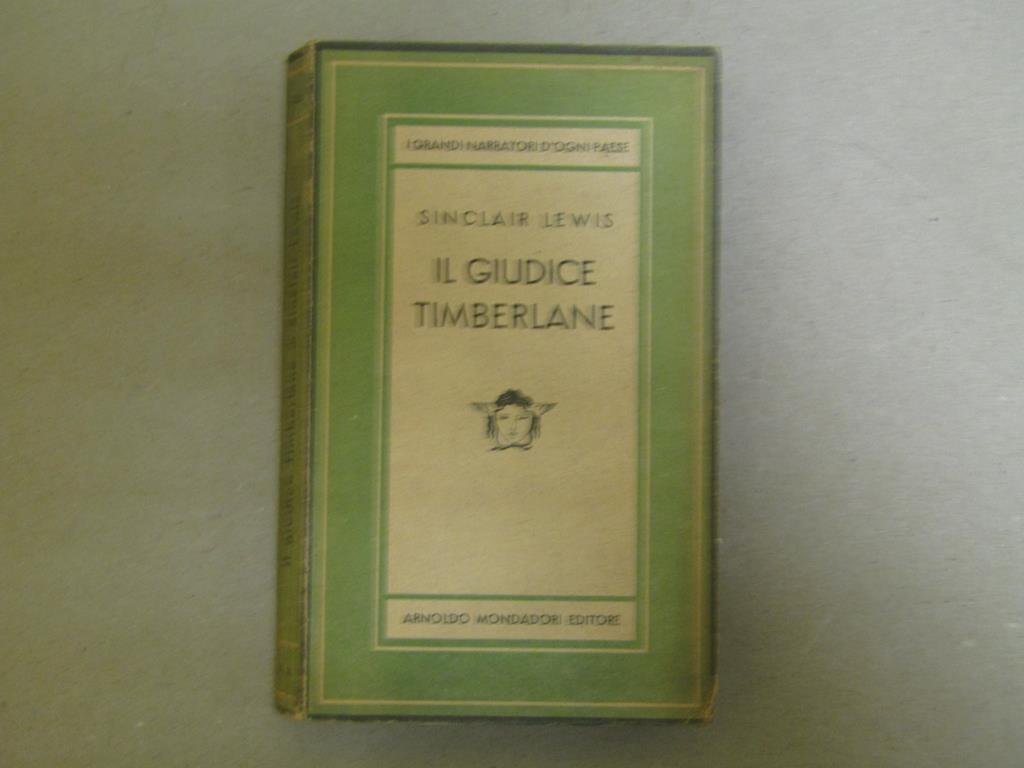 I GRANDI NARRATORI D'OGNI PAESE
SINCLAIR LEWIS
IL GIUDICE
TIMBERLANE
ARNOLDO MONDADORI EDITORE